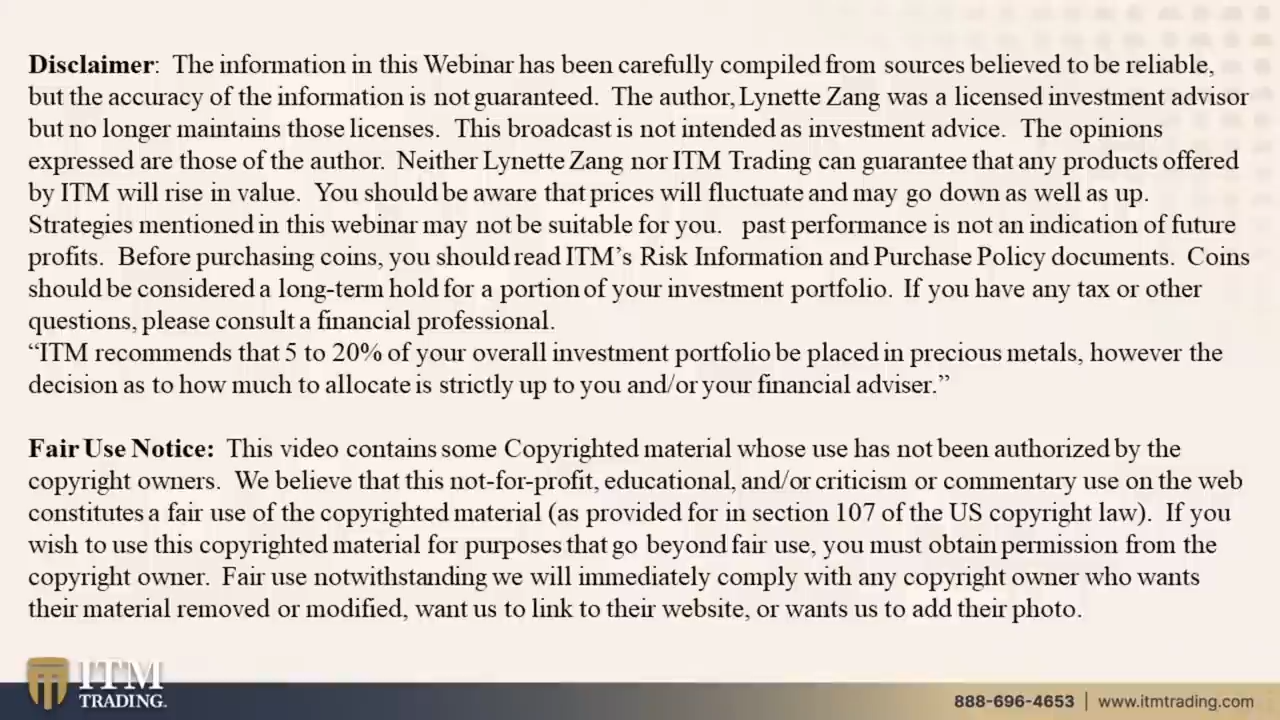 Disclaimer:  The information in this Webinar has been carefully compiled from sources believed to be reliable,
but the accuracy of the information is not guaranteed.  The author, Lynette Zang was a licensed investment advisor
but no longer maintains those licenses.  This broadcast is not intended as investment advice.  The opinions
expressed are those of the author.  Neither Lynette Zang nor ITM Trading can guarantee that any products offered
by ITM will rise in value.  You should be aware that prices will fluctuate and may go down as well as up.
Strategies mentioned in this webinar may not be suitable for you.   past performance is not an indication of future
profits.  Before purchasing coins, you should read ITM's Risk Information and Purchase Policy documents.  Coins
should be considered a long-term hold for a portion of your investment portfolio.  If you have any tax or other
questions, please consult a financial professional.
“ITM recommends that 5 to 20% of your overall investment portfolio be placed in precious metals, however the
decision as to how much to allocate is strictly up to you and/or your financial adviser.”
Fair Use Notice:  This video contains some Copyrighted material whose use has not been authorized by the
copyright owners.  We believe that this not-for-profit, educational, and/or criticism or commentary use on the web
constitutes a fair use of the copyrighted material (as provided for in section 107 of the US copyright law).  If you
wish to use this copyrighted material for purposes that go beyond fair use, you must obtain permission from the
copyright owner.  Fair use notwithstanding we will immediately comply with any copyright owner who wants
their material removed or modified, want us to link to their website, or wants us to add their photo.
ITM
TRADING.
888-696-4653 | www.itmtrading.com